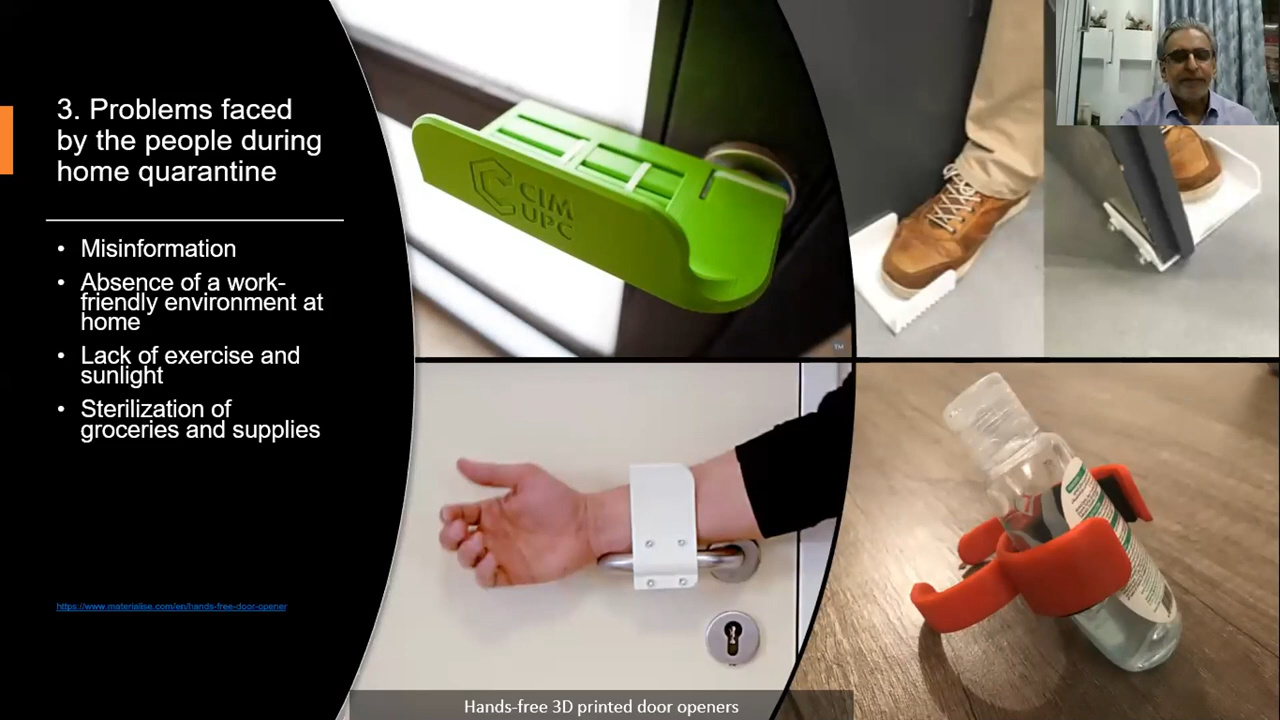 3. Problems faced
by the people during
home quarantine
• Misinformation
• Absence of a work-
friendly environment at
home
• Lack of exercise and
sunlight
• Sterilization of
groceries and supplies
https://www.materialise.com/en/hands-free-door-opener
CIM
UPC
TM
Hands-free 3D printed door openers